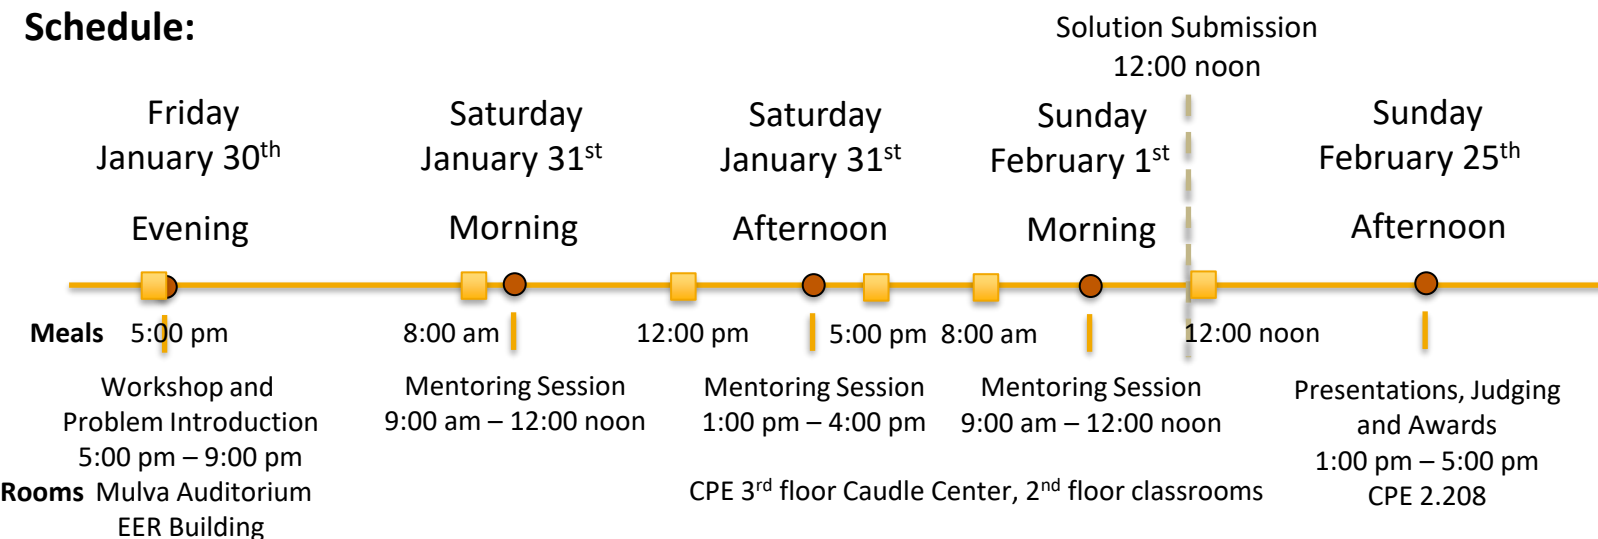 Schedule:
Solution Submission
12:00 noon
Friday
January 30th
Evening
Saturday
January 31st
Morning
Saturday
January 31st
Afternoon
Sunday
February 1st
Morning
Sunday
February 25th
Afternoon
Meals 5:00 pm 8:00 am 12:00 pm 5:00 pm 8:00 am 12:00 noon
Workshop and
Problem Introduction
5:00 pm – 9:00 pm
Rooms Mulva Auditorium
EER Building
Mentoring Session
9:00 am – 12:00 noon
Mentoring Session
1:00 pm – 4:00 pm
Mentoring Session
9:00 am – 12:00 noon
CPE 3rd floor Caudle Center, 2nd floor classrooms
Presentations, Judging
and Awards
1:00 pm – 5:00 pm
CPE 2.208